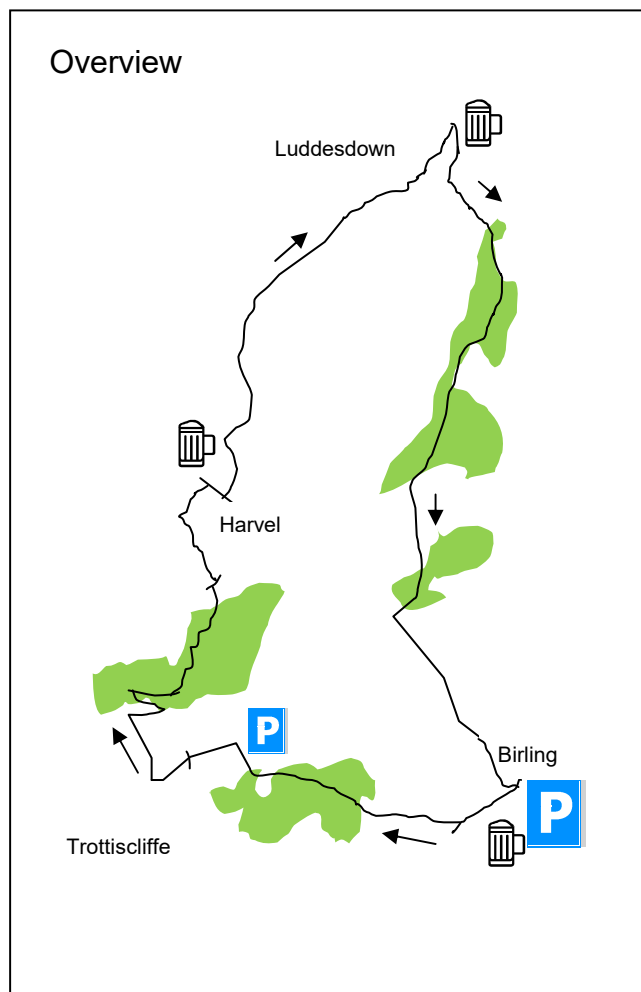 Overview
Luddesdown
Harvel
P
Birling
P
Trottiscliffe